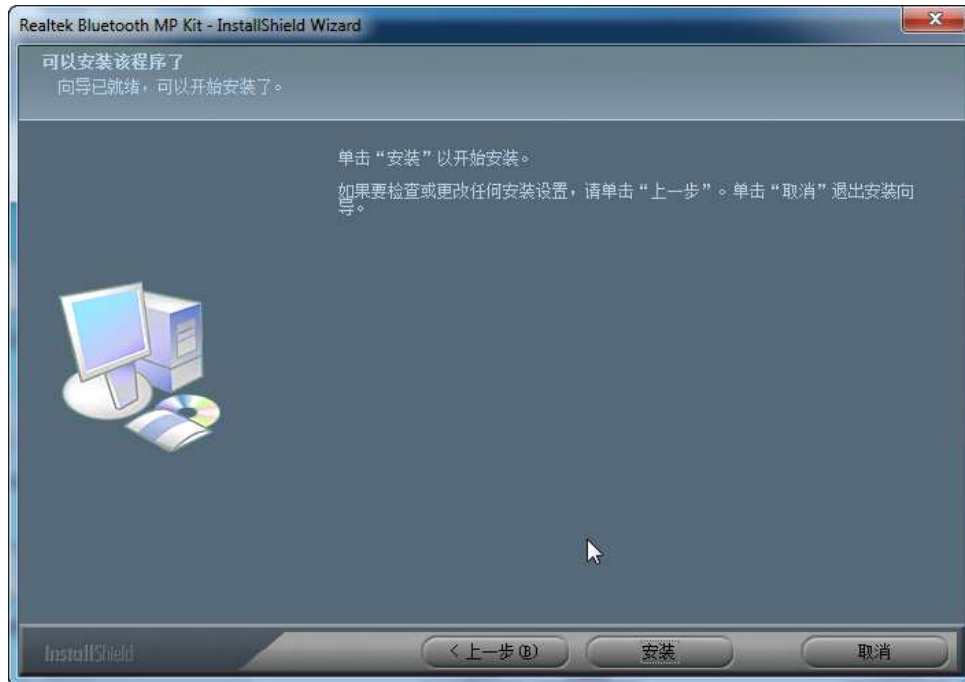 Realtek Bluetooth MP Kit - InstallShield Wizard
可以安装该程序了
向导已就绪，可以开始安装了。
单击“安装”以开始安装。
如果要检查或更改任何安装设置，请单击“上一步”。单击“取消”退出安装向
导。
InstallShield
< 上一步(B)
安装
取消